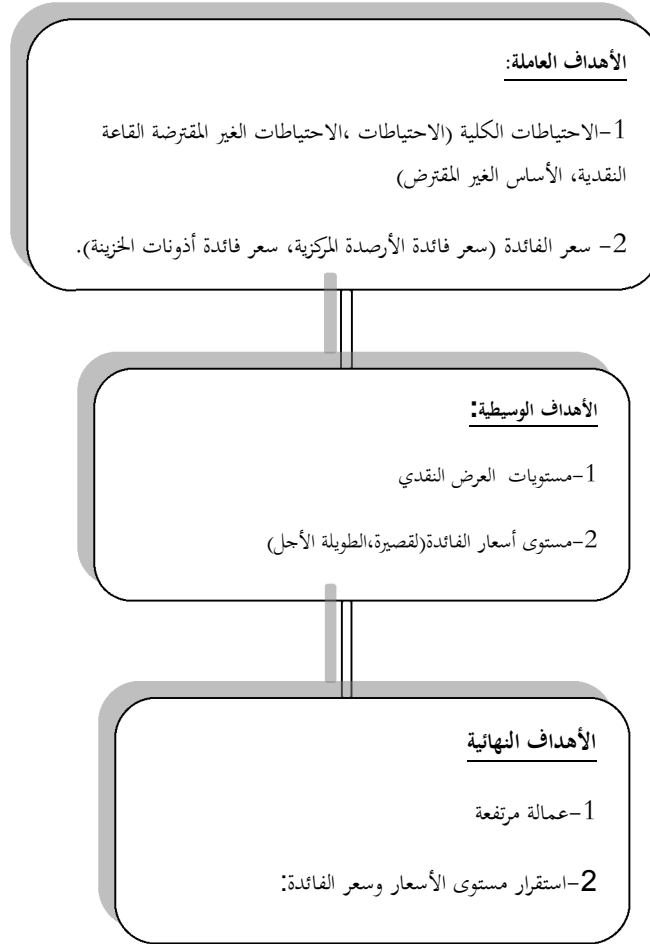 الأهداف العاملة:
1-الاحتياطات الكلية (الاحتياطات ،الاحتياطات الغير المقترضة القاعة
النقدية، الأساس الغير المقترض)
2- سعر الفائدة (سعر فائدة الأرصدة المركزية، سعر فائدة أذونات الخزينة).
الأهداف الوسيطية:
1-مستويات العرض النقدي
2-مستوى أسعار الفائدة(لقصيرة،الطويلة الأجل)
الأهداف النهائية
1-عمالة مرتفعة
2-استقرار مستوى الأسعار وسعر الفائدة: